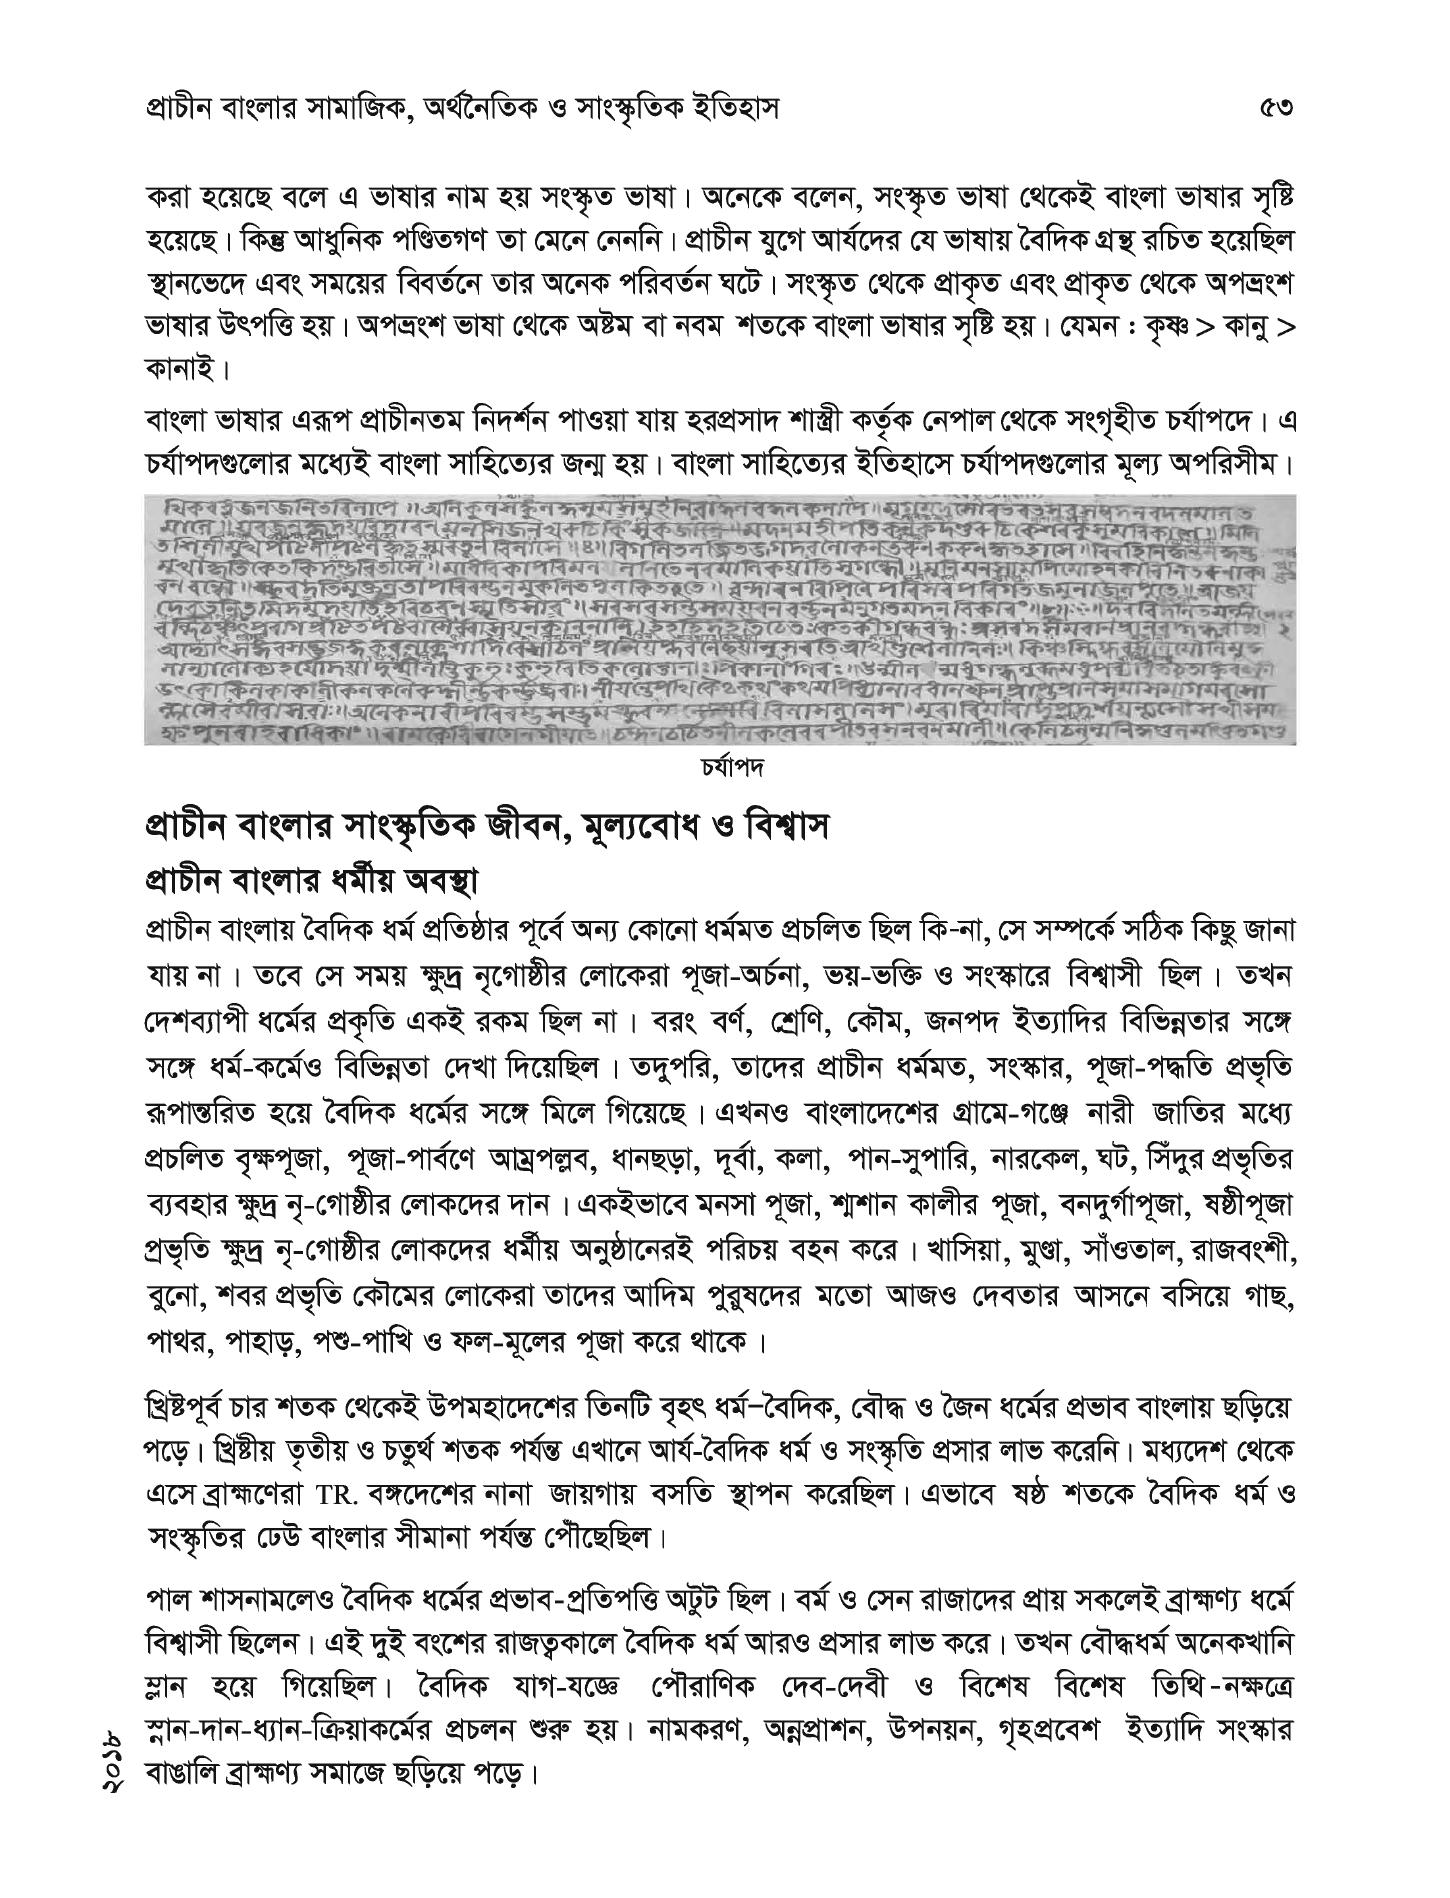 প্রাচীন বাংলার সামাজিক, অর্থনৈতিক ও সাংস্কৃতিক ইতিহাস ৫৩
করা হয়েছে বলে এ ভাষার নাম হয় সংস্কৃত ভাষা। অনেকে বলেন, সংস্কৃত ভাষা থেকেই বাংলা ভাষার সৃষ্টি
হয়েছে। কিন্তু আধুনিক পণ্ডিতগণ তা মেনে নেননি। প্রাচীন যুগে আর্যদের যে ভাষায় বৈদিক গ্রন্থ রচিত হয়েছিল
স্থানভেদে এবং সময়ের বিবর্তনে তার অনেক পরিবর্তন ঘটে। সংস্কৃত থেকে প্রাকৃত এবং প্রাকৃত থেকে অপভ্রংশ
ভাষার উৎপত্তি হয়। অপভ্রংশ ভাষা থেকে অষ্টম বা নবম শতকে বাংলা ভাষার সৃষ্টি হয়। যেমন : কৃষ্ণ > কানু >
কানাই।
বাংলা ভাষার এরূপ প্রাচীনতম নিদর্শন পাওয়া যায় হরপ্রসাদ শাস্ত্রী কর্তৃক নেপাল থেকে সংগৃহীত চর্যাপদে। এ
চর্যাপদগুলোর মধ্যেই বাংলা সাহিত্যের জন্ম হয়। বাংলা সাহিত্যের ইতিহাসে চর্যাপদগুলোর মূল্য অপরিসীম।
চর্যাপদ
প্রাচীন বাংলার সাংস্কৃতিক জীবন, মূল্যবোধ ও বিশ্বাস
প্রাচীন বাংলার ধর্মীয় অবস্থা
প্রাচীন বাংলায় বৈদিক ধর্ম প্রতিষ্ঠার পূর্বে অন্য কোনো ধর্মমত প্রচলিত ছিল কি-না, সে সম্পর্কে সঠিক কিছু জানা
যায় না । তবে সে সময় ক্ষুদ্র নৃগোষ্ঠীর লোকেরা পূজা-অর্চনা, ভয়-ভক্তি ও সংস্কারে বিশ্বাসী ছিল । তখন
দেশব্যাপী ধর্মের প্রকৃতি একই রকম ছিল না । বরং বর্ণ, শ্রেণি, কৌম, জনপদ ইত্যাদির বিভিন্নতার সঙ্গে
সঙ্গে ধর্ম-কর্মেও বিভিন্নতা দেখা দিয়েছিল । তদুপরি, তাদের প্রাচীন ধর্মমত, সংস্কার, পূজা-পদ্ধতি প্রভৃতি
রূপান্তরিত হয়ে বৈদিক ধর্মের সঙ্গে মিলে গিয়েছে । এখনও বাংলাদেশের গ্রামে-গঞ্জে নারী জাতির মধ্যে
প্রচলিত বৃক্ষপূজা, পূজা-পার্বণে আম্রপল্লব, ধানছড়া, দূর্বা, কলা, পান-সুপারি, নারকেল, ঘট, সিঁদুর প্রভৃতির
ব্যবহার ক্ষুদ্র নৃ-গোষ্ঠীর লোকদের দান । একইভাবে মনসা পূজা, শ্মশান কালীর পূজা, বনদুর্গাপূজা, ষষ্ঠীপূজা
প্রভৃতি ক্ষুদ্র নৃ-গোষ্ঠীর লোকদের ধর্মীয় অনুষ্ঠানেরই পরিচয় বহন করে । খাসিয়া, মুণ্ডা, সাঁওতাল, রাজবংশী,
বুনো, শবর প্রভৃতি কৌমের লোকেরা তাদের আদিম পুরুষদের মতো আজও দেবতার আসনে বসিয়ে গাছ,
পাথর, পাহাড়, পশু-পাখি ও ফল-মূলের পূজা করে থাকে ।
খ্রিষ্টপূর্ব চার শতক থেকেই উপমহাদেশের তিনটি বৃহৎ ধর্ম–বৈদিক, বৌদ্ধ ও জৈন ধর্মের প্রভাব বাংলায় ছড়িয়ে
পড়ে। খ্রিষ্টীয় তৃতীয় ও চতুর্থ শতক পর্যন্ত এখানে আর্য-বৈদিক ধর্ম ও সংস্কৃতি প্রসার লাভ করেনি। মধ্যদেশ থেকে
এসে ব্রাহ্মণেরা TR. বঙ্গদেশের নানা জায়গায় বসতি স্থাপন করেছিল। এভাবে ষষ্ঠ শতকে বৈদিক ধর্ম ও
সংস্কৃতির ঢেউ বাংলার সীমানা পর্যন্ত পৌঁছেছিল।
পাল শাসনামলেও বৈদিক ধর্মের প্রভাব-প্রতিপত্তি অটুট ছিল। বর্ম ও সেন রাজাদের প্রায় সকলেই ব্রাহ্মণ্য ধর্মে
বিশ্বাসী ছিলেন। এই দুই বংশের রাজত্বকালে বৈদিক ধর্ম আরও প্রসার লাভ করে। তখন বৌদ্ধধর্ম অনেকখানি
ম্লান হয়ে গিয়েছিল। বৈদিক যাগ-যজ্ঞে পৌরাণিক দেব-দেবী ও বিশেষ বিশেষ তিথি-নক্ষত্রে
স্নান-দান-ধ্যান-ক্রিয়াকর্মের প্রচলন শুরু হয়। নামকরণ, অন্নপ্রাশন, উপনয়ন, গৃহপ্রবেশ ইত্যাদি সংস্কার
বাঙালি ব্রাহ্মণ্য সমাজে ছড়িয়ে পড়ে।
২০১৮